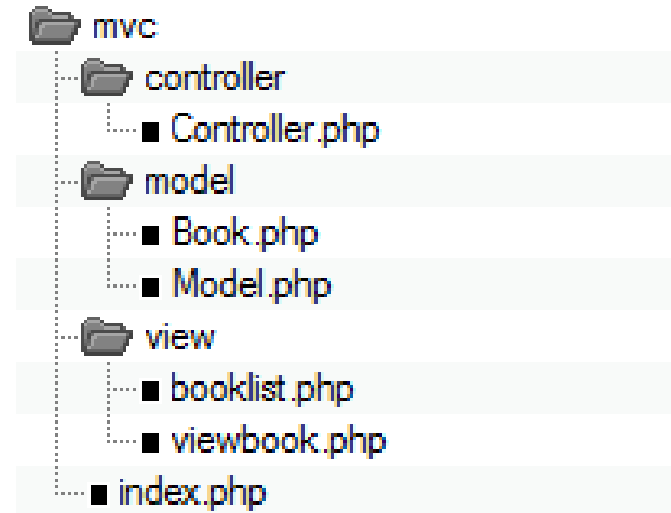 mvc
controller
Controller.php
model
Book.php
Model.php
view
booklist.php
viewbook.php
index.php